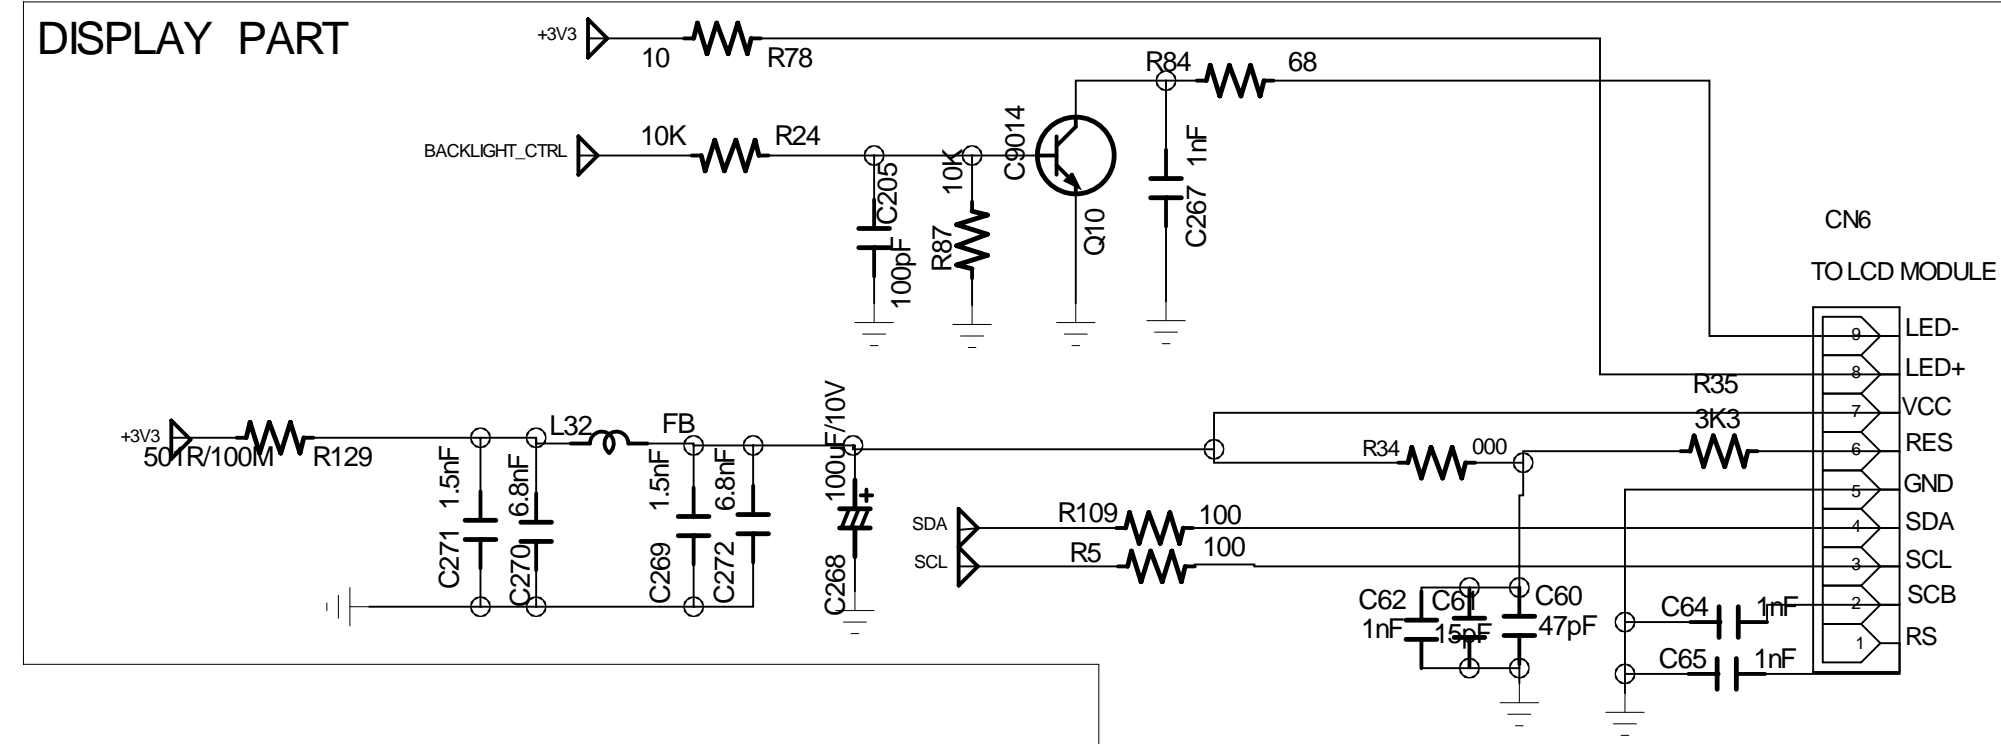 DISPLAY PART
+3V3
10
R78
R84
68
BACKLIGHT_CTRL
10K
R24
C205
100pF
10K
R87
C9014
Q10
1nF
C267
CN6
TO LCD MODULE
9 LED-
8 LED+
R35
7 VCC
3K3
6 RES
5 GND
4 SDA
3 SCL
2 SCB
1 RS
+3V3
501R/100M
R129
L32
FB
1.5nF
C271
6.8nF
C270
1.5nF
C269
6.8nF
C272
100uF/10V
+
C268
R34
000
SDA
R109
100
SCL
R5
100
C62
1nF
C61
15pF
C60
47pF
C64
1nF
C65
1nF